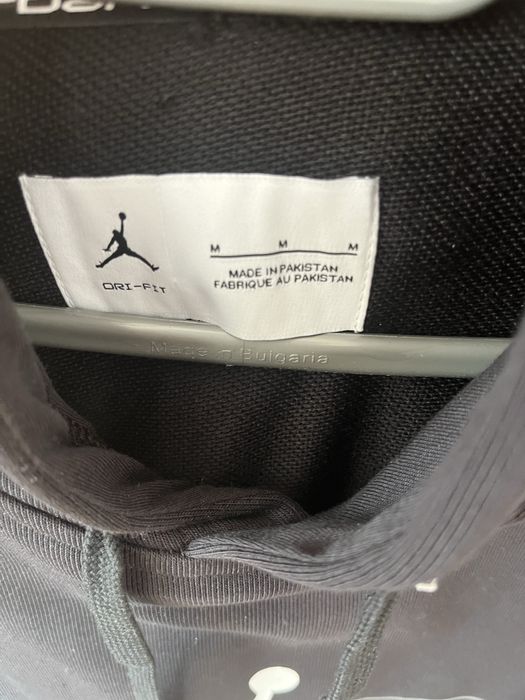 DRI-FIT
M M M
MADE IN PAKISTAN
FABRIQUE AU PAKISTAN
Made in Bulgaria